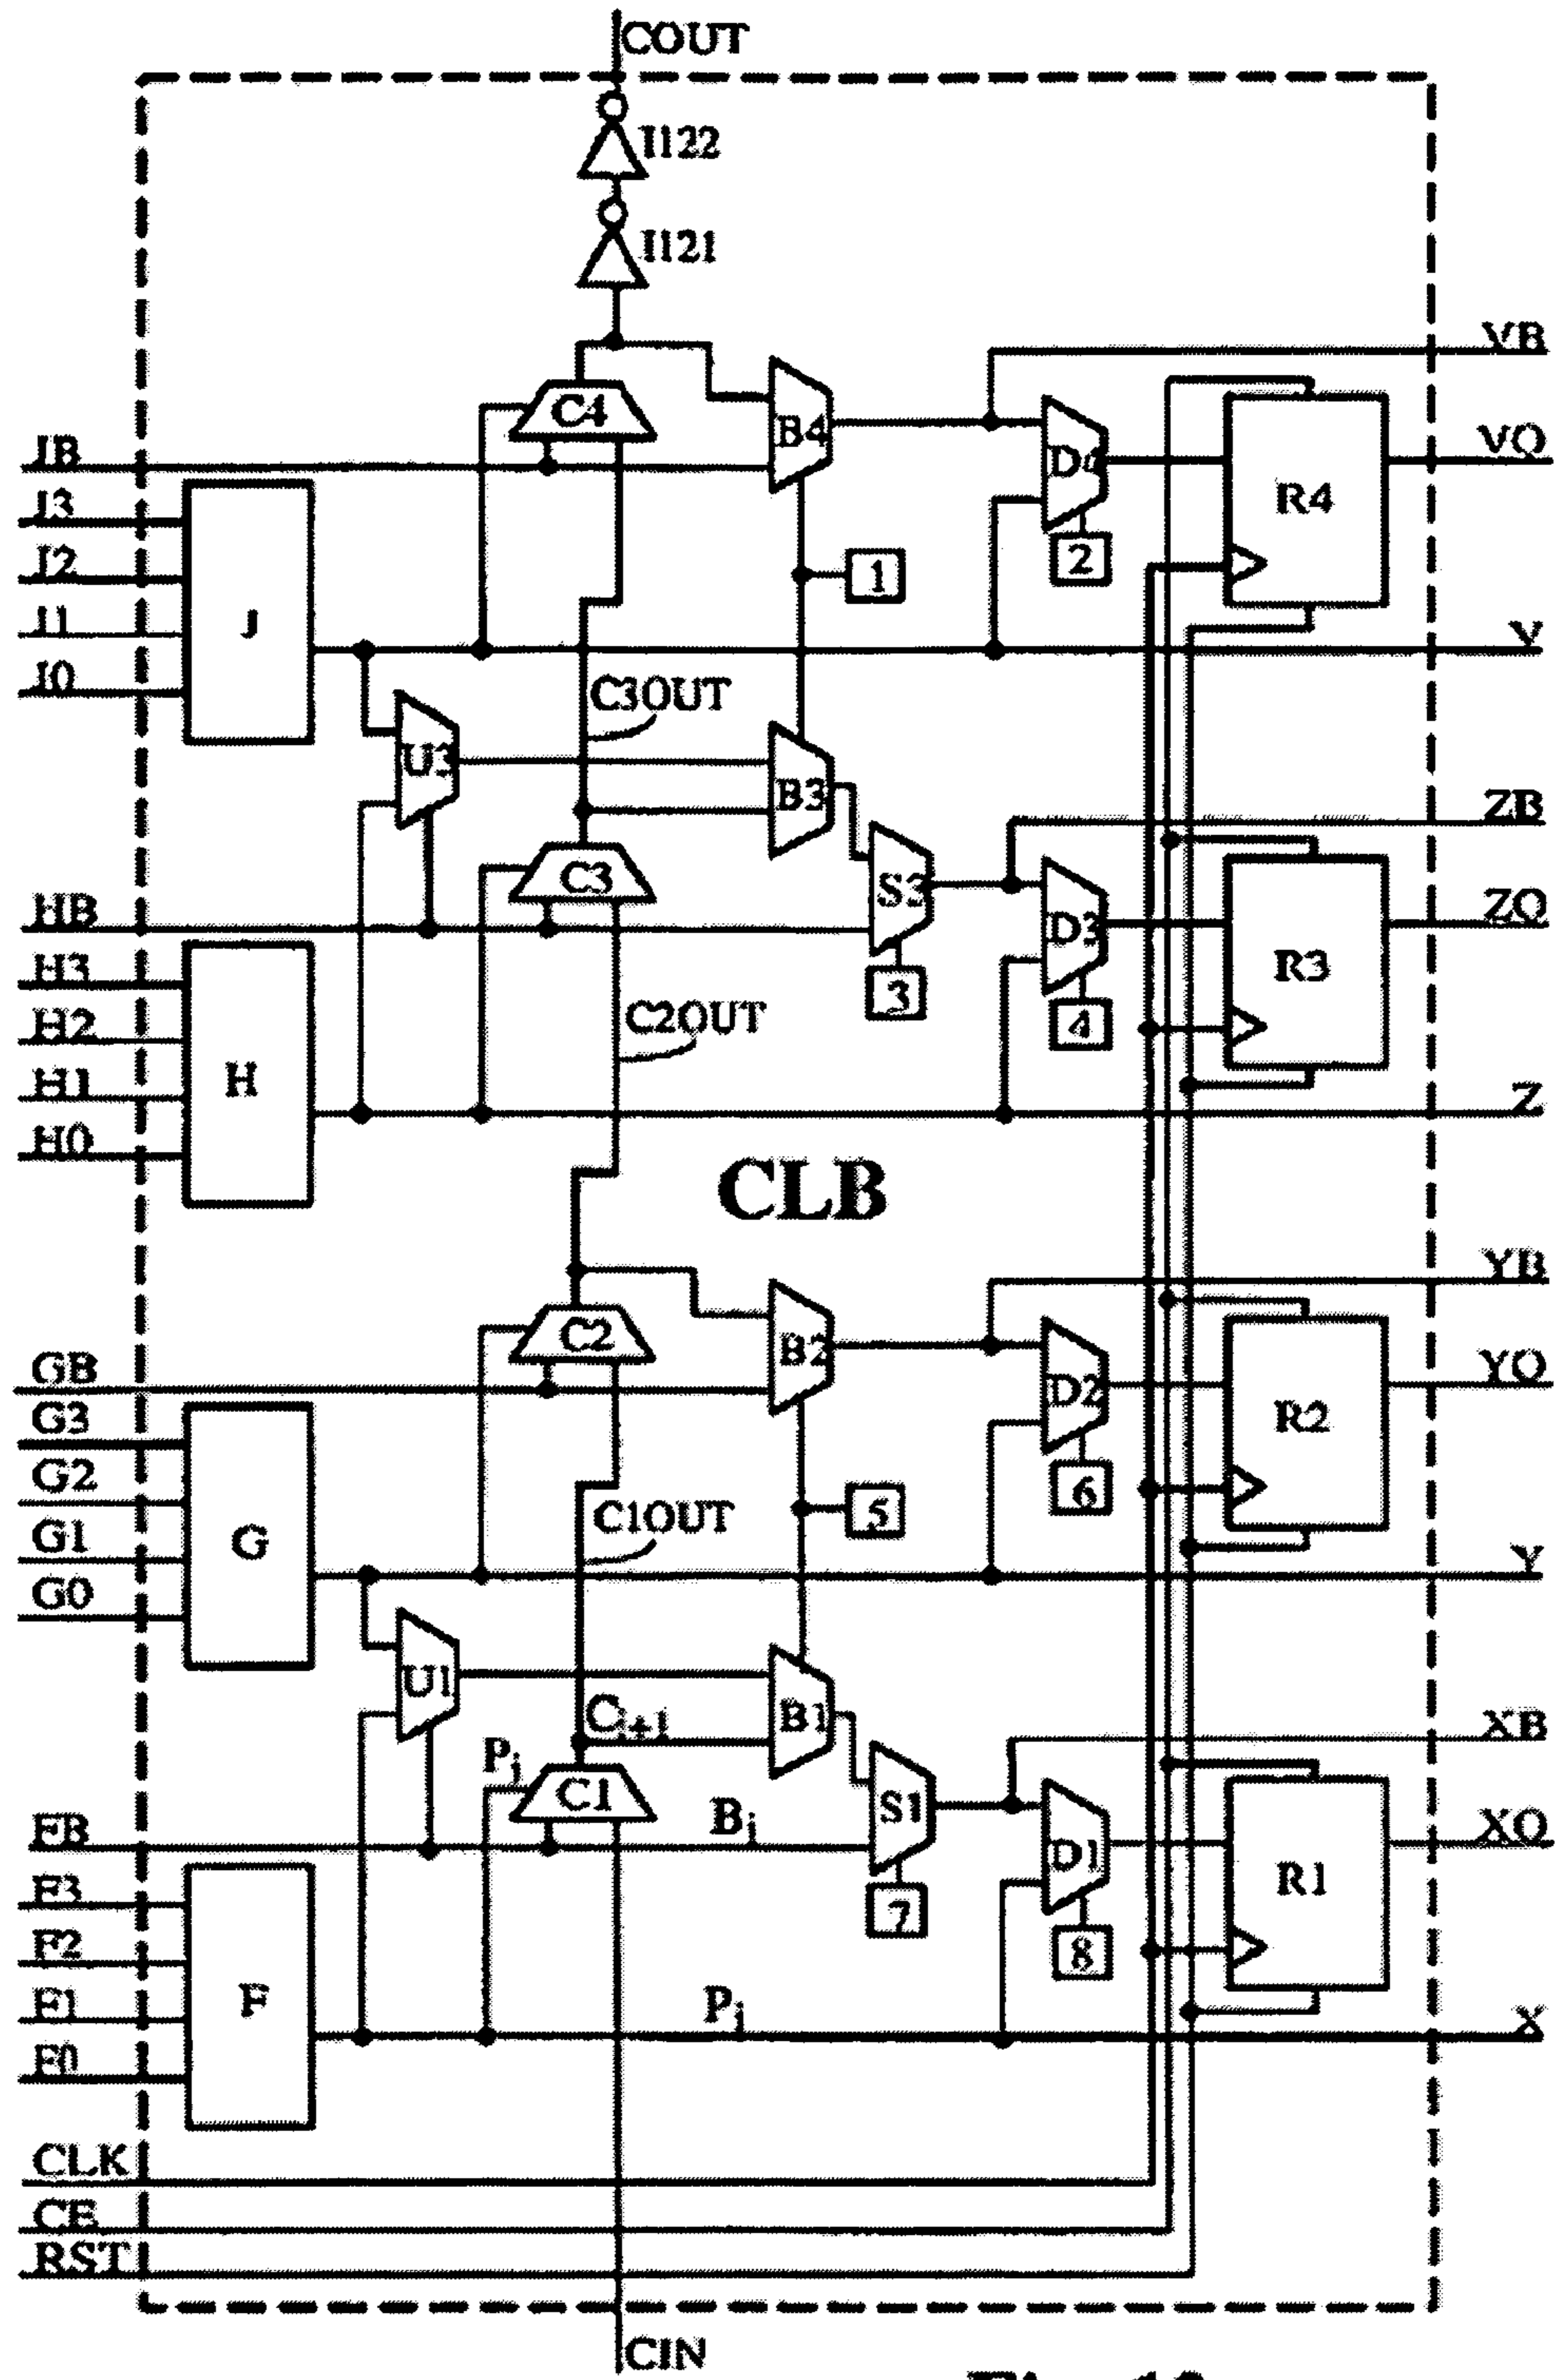 COUT
I122
I121
VB
C4
B4
JB
D4
VQ
J3
R4
J2
1
2
J1
J
V
J0
C3OUT
U3
B3
ZB
C3
S3
HB
D3
ZQ
H3
R3
3
H2
C2OUT
4
H1
H
Z
H0
CLB
YB
C2
B2
GB
D2
YQ
G3
R2
G2
5
6
G1
C1OUT
G
Y
G0
U1
Ci+1
B1
XB
Pi
C1
S1
Bi
FB
D1
XQ
F3
R1
7
F2
8
F1
F
Pi
X
F0
CLK
CE
RST
CIN